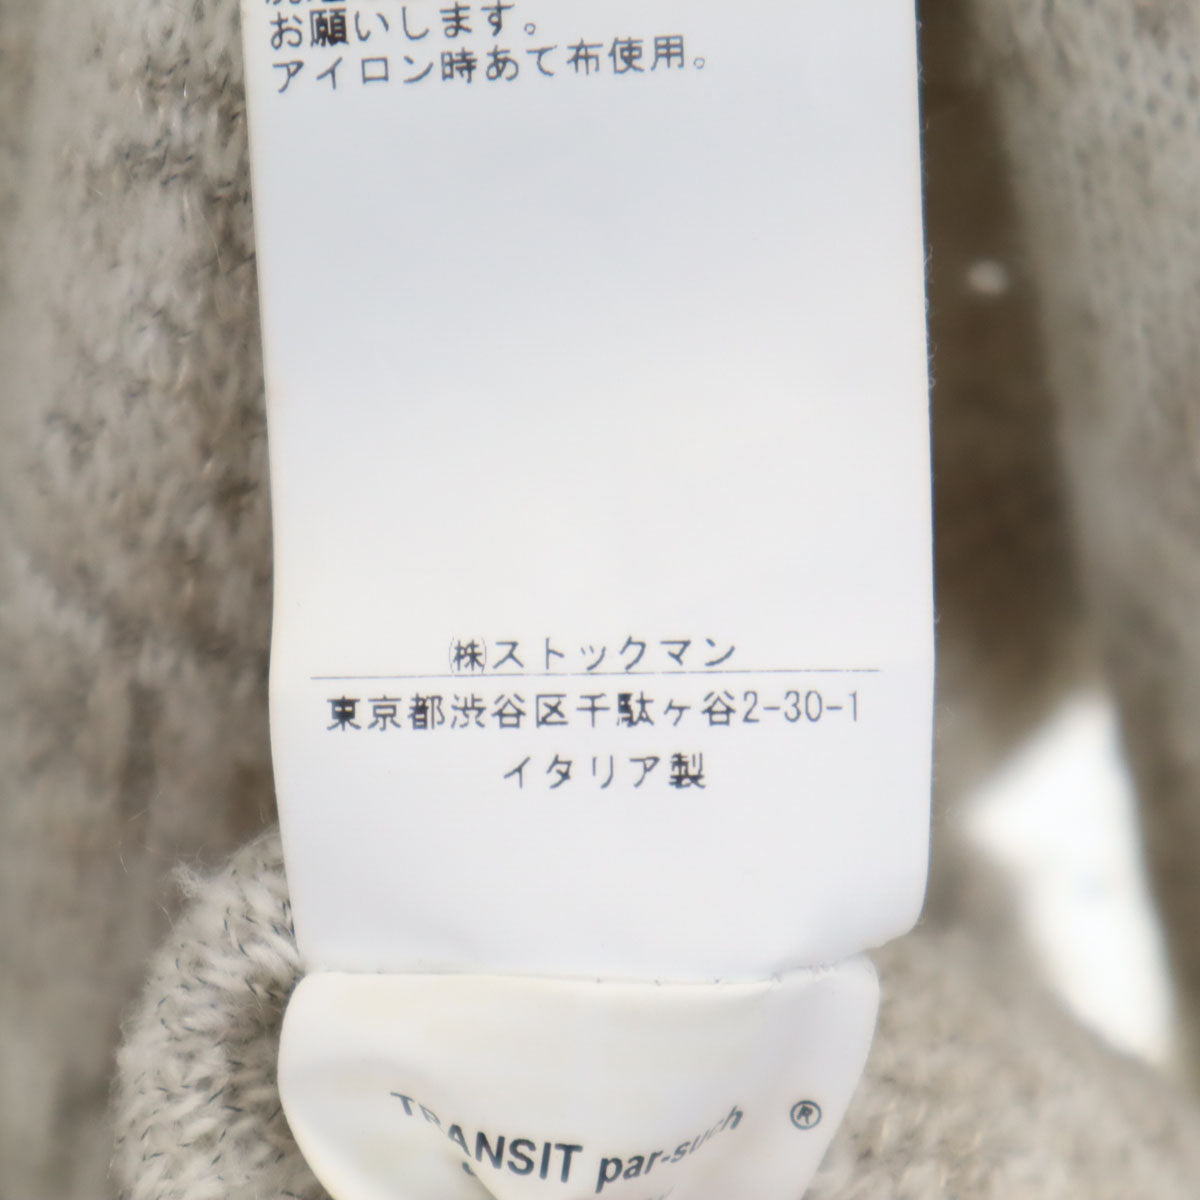 お願いします。
アイロン時あて布使用。
㈱ストックマン
東京都渋谷区千駄ヶ谷2-30-1
イタリア製
TRANSIT par-such ®